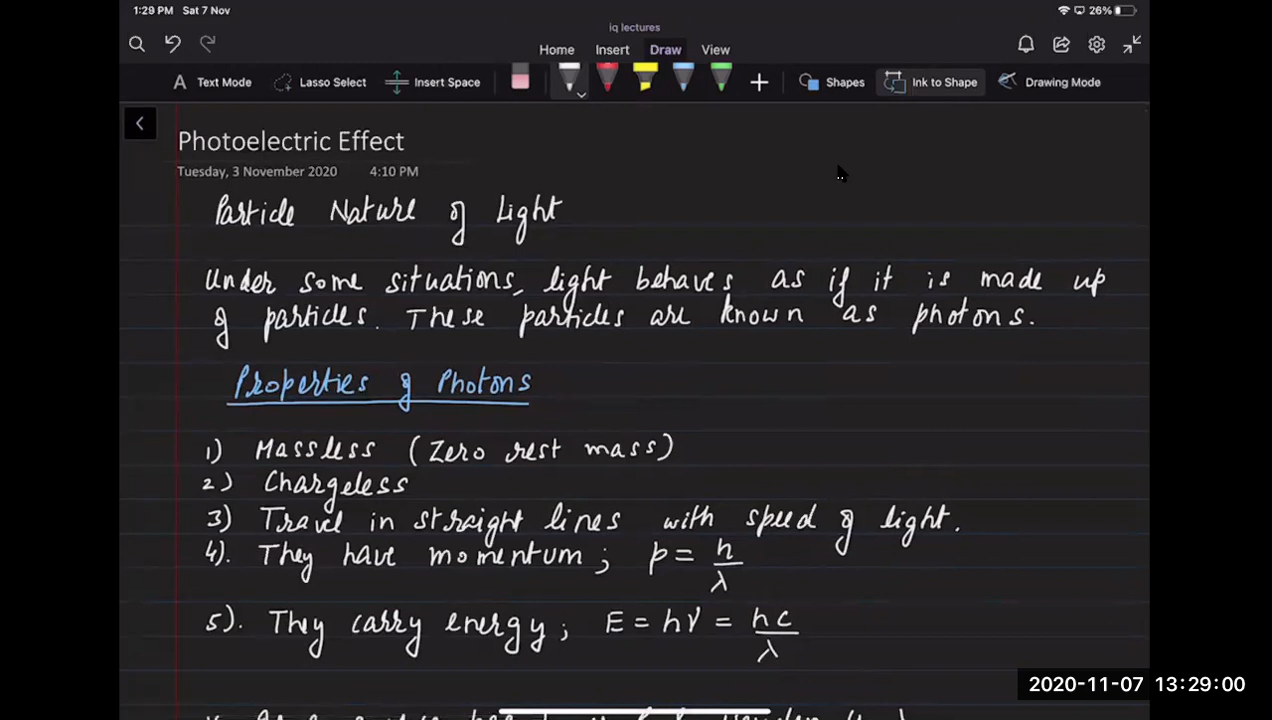 1:29 PM Sat 7 Nov
26%
iq lectures
Home Insert Draw View
Text Mode Lasso Select Insert Space Shapes Ink to Shape Drawing Mode
Photoelectric Effect
Tuesday, 3 November 2020 4:10 PM
Particle Nature of Light
Under some situations, light behaves as if it is made up
of particles. These particles are known as photons.
Properties of Photons
1) Massless (Zero rest mass)
2) Chargeless
3) Travel in straight lines with speed of light.
4). They have momentum; p = h/λ
5). They carry energy; E = hν = hc/λ
2020-11-07 13:29:00